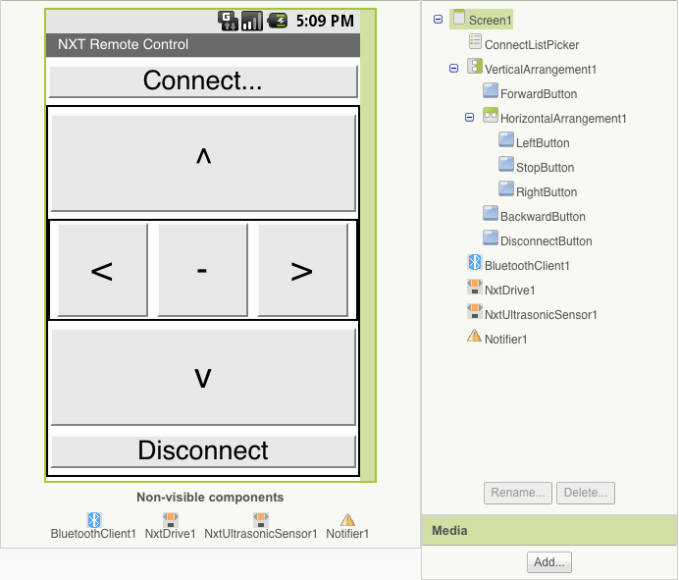 5:09 PM
NXT Remote Control
Connect...
^
< - >
v
Disconnect
Non-visible components
BluetoothClient1 NxtDrive1 NxtUltrasonicSensor1 Notifier1
Screen1
ConnectListPicker
VerticalArrangement1
ForwardButton
HorizontalArrangement1
LeftButton
StopButton
RightButton
BackwardButton
DisconnectButton
BluetoothClient1
NxtDrive1
NxtUltrasonicSensor1
Notifier1
Rename... Delete...
Media
Add...